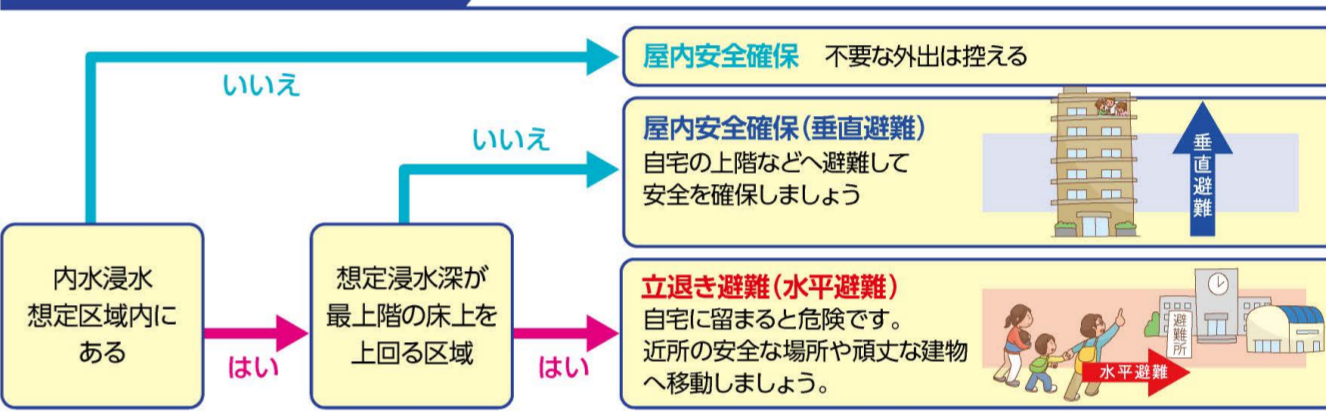 屋内安全確保 不要な外出は控える
いいえ
屋内安全確保(垂直避難)
自宅の上階などへ避難して
安全を確保しましょう
垂直避難
いいえ
内水浸水
想定区域内に
ある
はい
想定浸水深が
最上階の床上を
上回る区域
はい
立退き避難(水平避難)
自宅に留まると危険です。
近所の安全な場所や頑丈な建物
へ移動しましょう。
避難所
水平避難